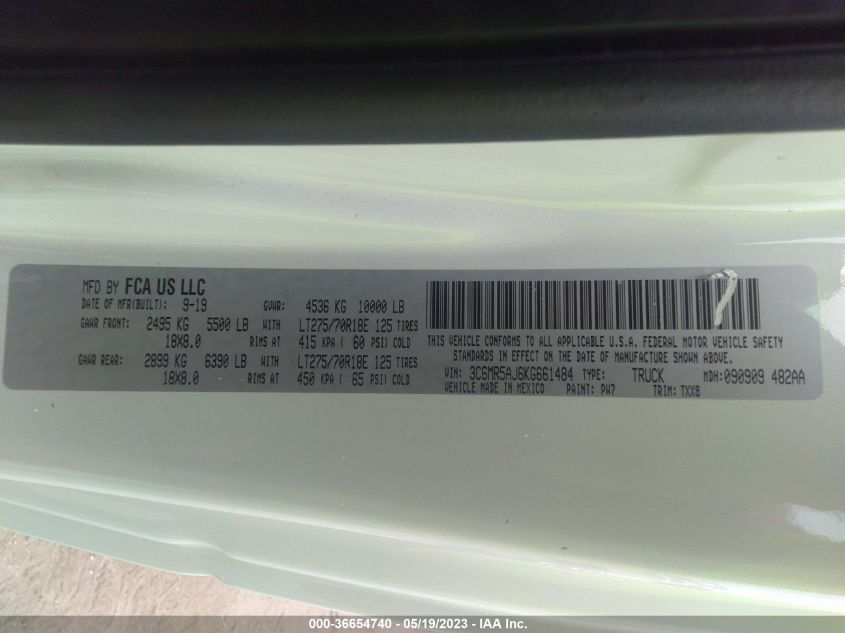 MFD BY FCA US LLC
DATE OF MFR(BUILT): 9-19 GVWR: 4536 KG 10000 LB
GAWR FRONT: 2495 KG 5500 LB WITH LT275/70R18E 125 TIRES
18X8.0 RIMS AT 415 KPA ( 60 PSI) COLD
GAWR REAR: 2899 KG 6390 LB WITH LT275/70R18E 125 TIRES
18X8.0 RIMS AT 450 KPA ( 65 PSI) COLD
THIS VEHICLE CONFORMS TO ALL APPLICABLE U.S.A. FEDERAL MOTOR VEHICLE SAFETY
STANDARDS IN EFFECT ON THE DATE OF MANUFACTURE SHOWN ABOVE.
VIN: 3C6MR5AJ6KG661484 TYPE: TRUCK MDH: 090909 482AA
VEHICLE MADE IN MEXICO PAINT: PW7 TRIM: TXX8
000-36654740 - 05/19/2023 - IAA Inc.